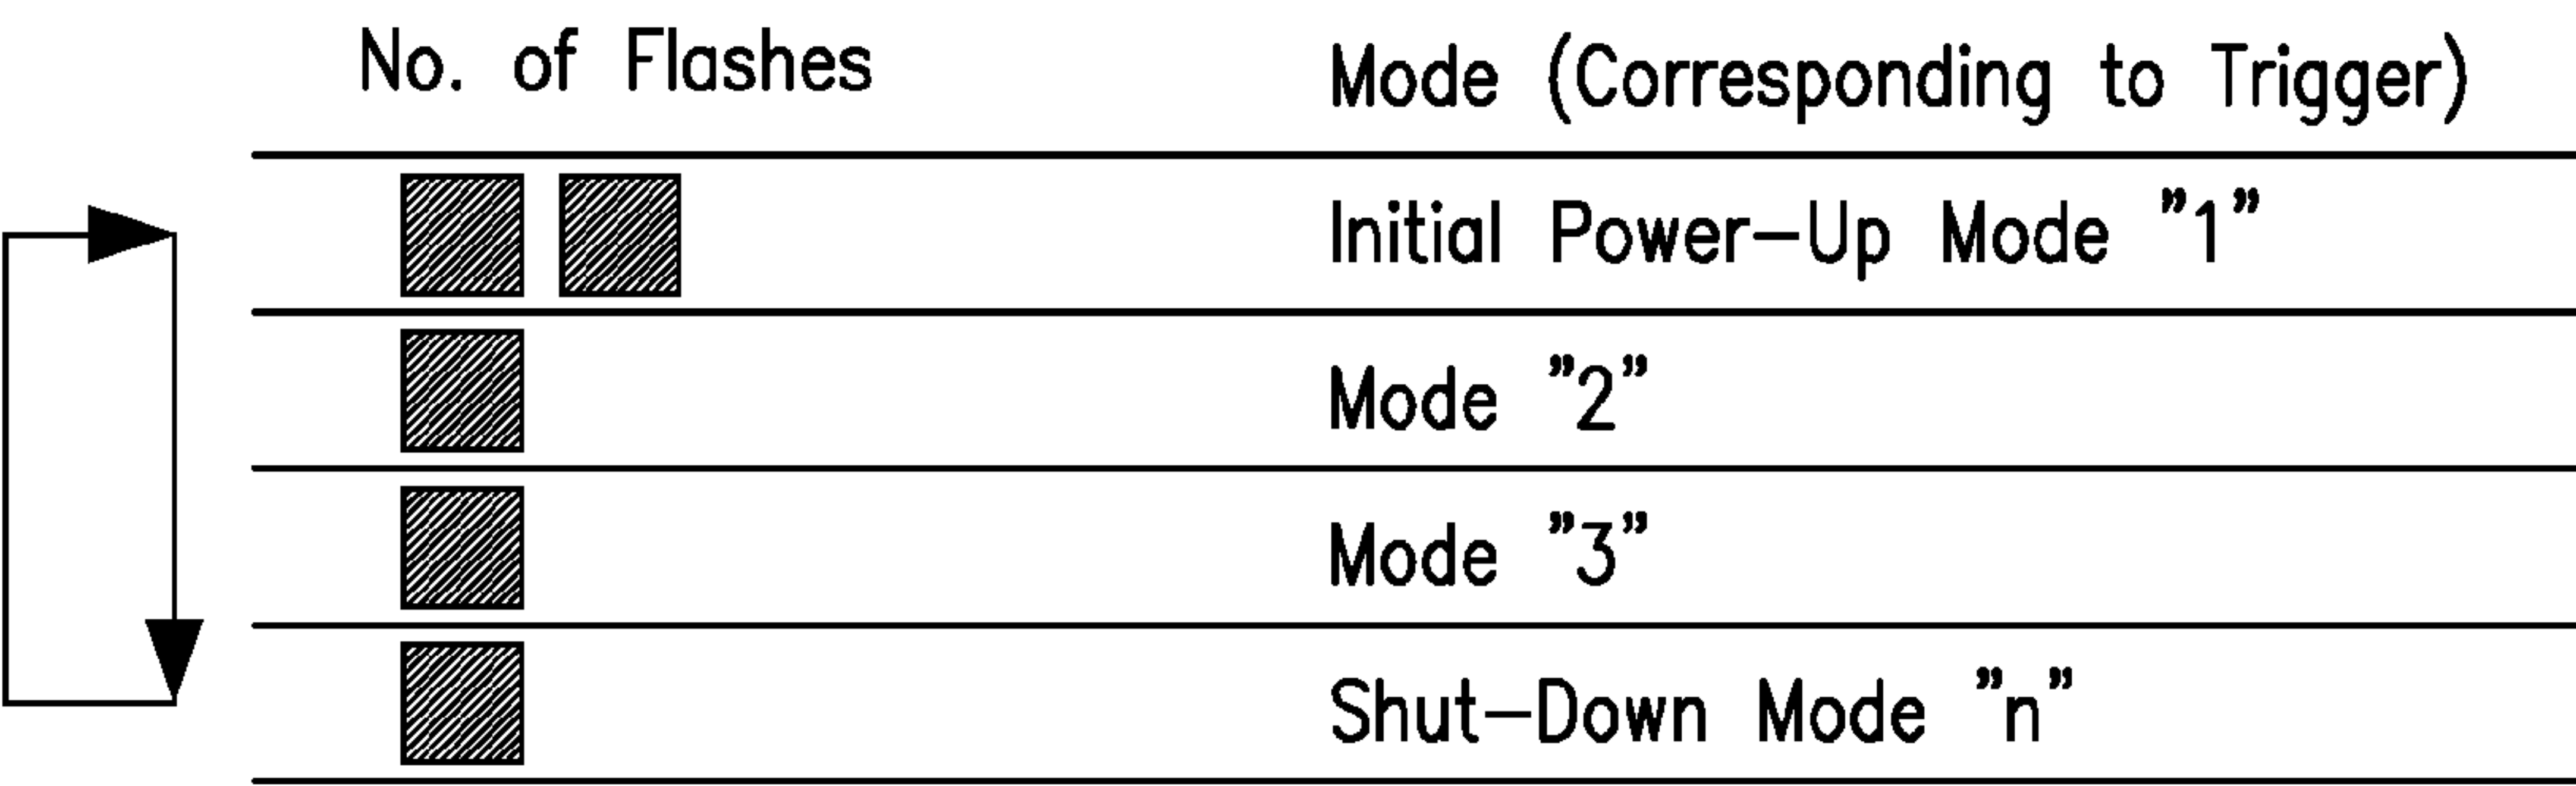 No. of Flashes Mode (Corresponding to Trigger)
Initial Power-Up Mode "1"
Mode "2"
Mode "3"
Shut-Down Mode "n"